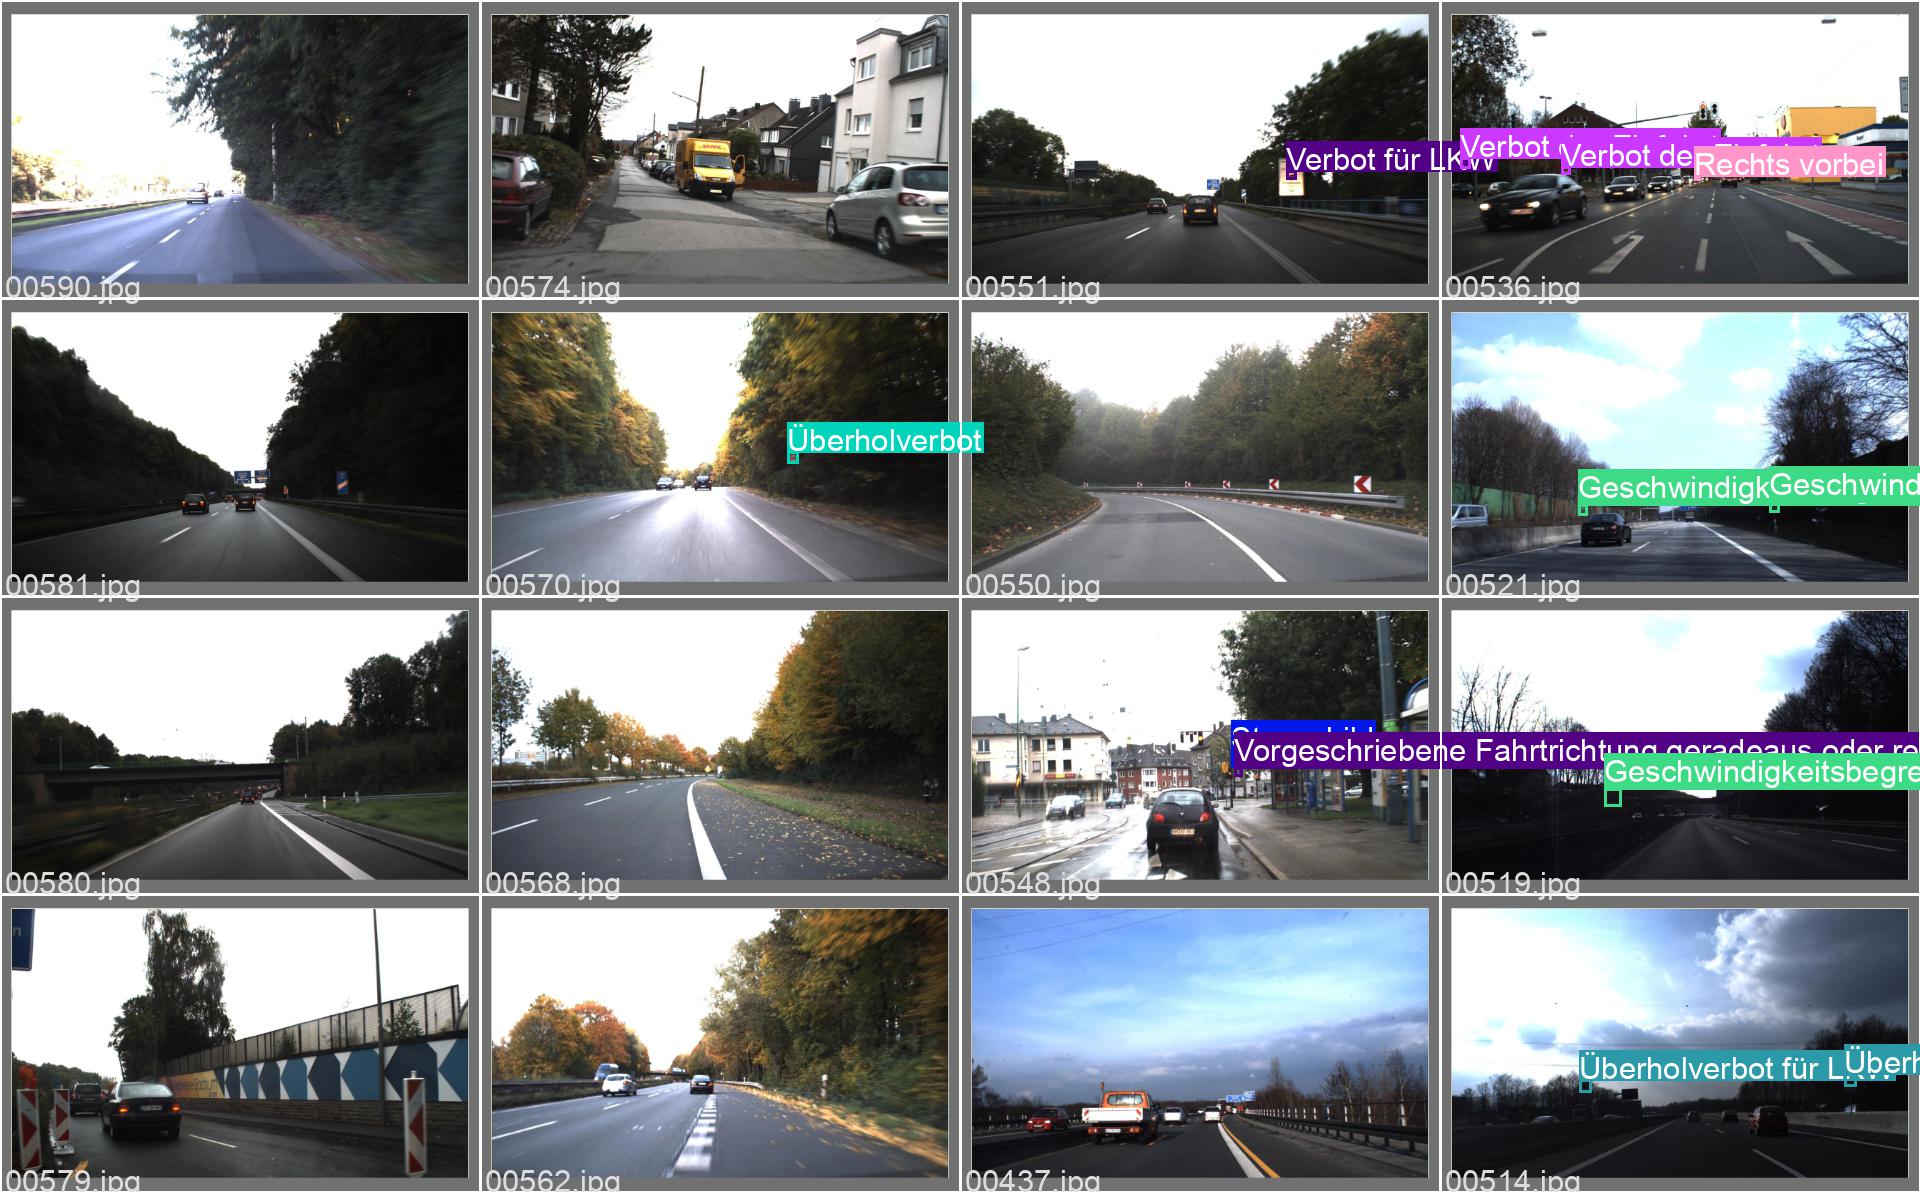 00590.jpg
00574.jpg
DHL
Verbot für LKW
00551.jpg
Verbot
Verbot de
Rechts vorbei
00536.jpg
00581.jpg
Überholverbot
00570.jpg
00550.jpg
Geschwindigk
Geschwind
00521.jpg
00580.jpg
00568.jpg
Vorgeschriebene Fahrtrichtung geradeaus oder re
00548.jpg
Geschwindigkeitsbegre
00519.jpg
00579.jpg
00562.jpg
00437.jpg
Überholverbot für L
Überh
00514.jpg